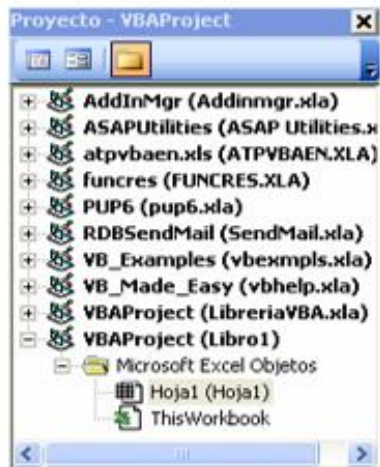 Proyecto - VBAProject
AddInMgr (Addinmgr.xla)
ASAPUtilities (ASAP Utilities.x
atpvbaen.xls (ATPVBAEN.XLA)
funcres (FUNCRES.XLA)
PUP6 (pup6.xla)
RDBSendMail (SendMail.xla)
VB_Examples (vbexmpls.xla)
VB_Made_Easy (vbhelp.xla)
VBAProject (LibreriaVBA.xla)
VBAProject (Libro1)
Microsoft Excel Objetos
Hoja1 (Hoja1)
ThisWorkbook